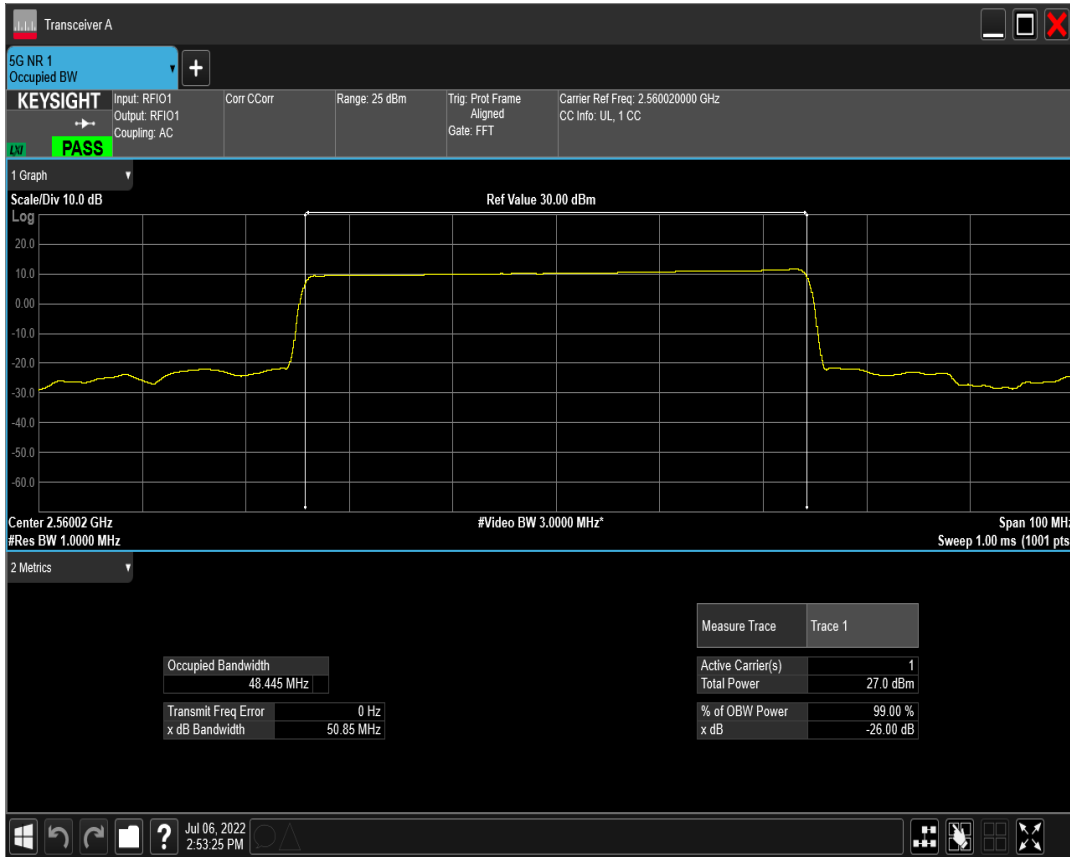 Transceiver A
5G NR 1
Occupied BW
KEYSIGHT
LXI
PASS
Input: RFIO1
Output: RFIO1
Coupling: AC
Corr CCorr
Range: 25 dBm
Trig: Prot Frame
Aligned
Gate: FFT
Carrier Ref Freq: 2.560020000 GHz
CC Info: UL, 1 CC
1 Graph
Scale/Div 10.0 dB
Ref Value 30.00 dBm
Log
20.0
10.0
0.00
-10.0
-20.0
-30.0
-40.0
-50.0
-60.0
Center 2.56002 GHz
#Video BW 3.0000 MHz*
Span 100 MHz
#Res BW 1.0000 MHz
Sweep 1.00 ms (1001 pts
2 Metrics
Measure Trace Trace 1
Occupied Bandwidth
48.445 MHz
Active Carrier(s) 1
Total Power 27.0 dBm
Transmit Freq Error 0 Hz
x dB Bandwidth 50.85 MHz
% of OBW Power 99.00 %
x dB -26.00 dB
?
Jul 06, 2022
2:53:25 PM